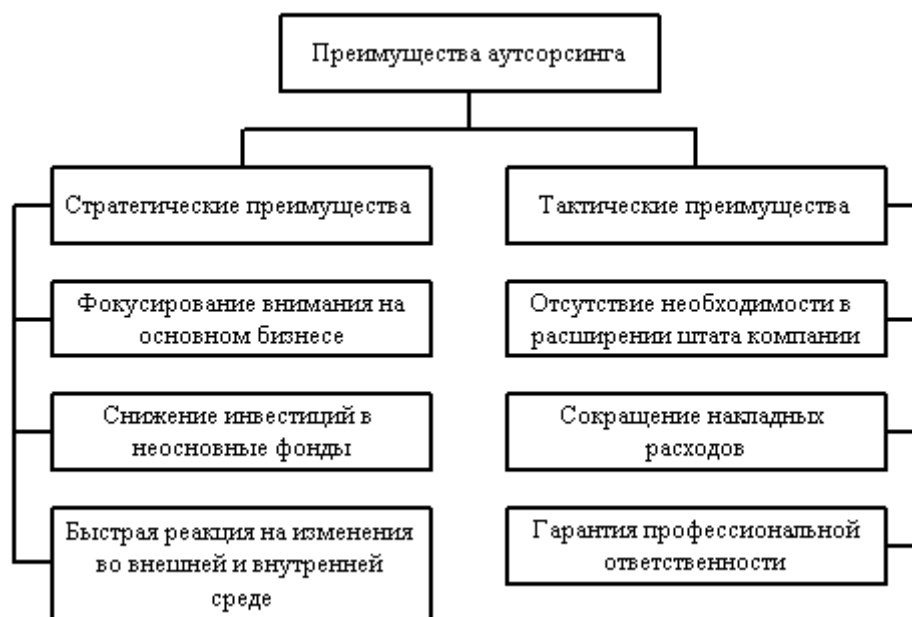 Преимущества аутсорсинга
Стратегические преимущества
Фокусирование внимания на
основном бизнесе
Снижение инвестиций в
неосновные фонды
Быстрая реакция на изменения
во внешней и внутренней
среде
Тактические преимущества
Отсутствие необходимости в
расширении штата компании
Сокращение накладных
расходов
Гарантия профессиональной
ответственности